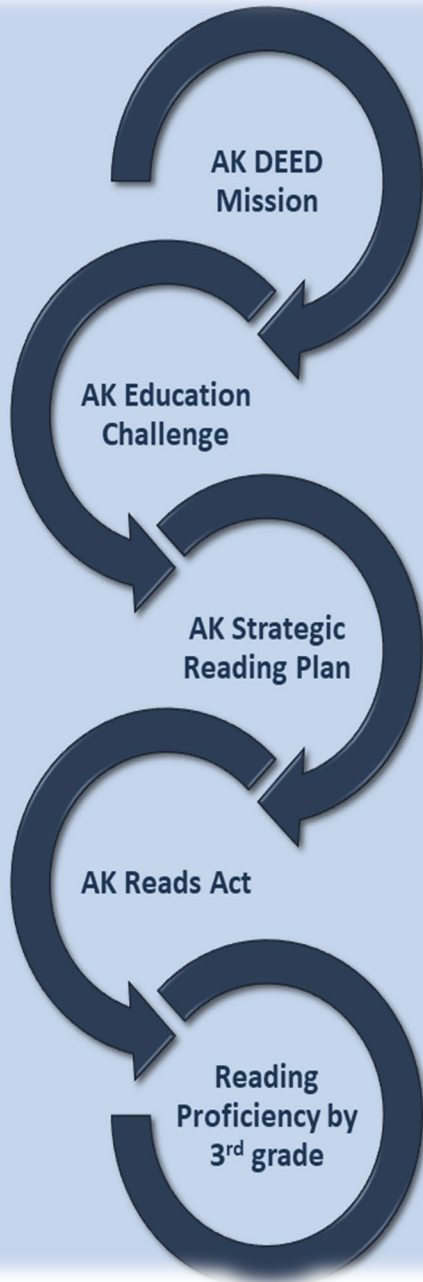 AK DEED
Mission
AK Education
Challenge
AK Strategic
Reading Plan
AK Reads Act
Reading
Proficiency by
3rd grade